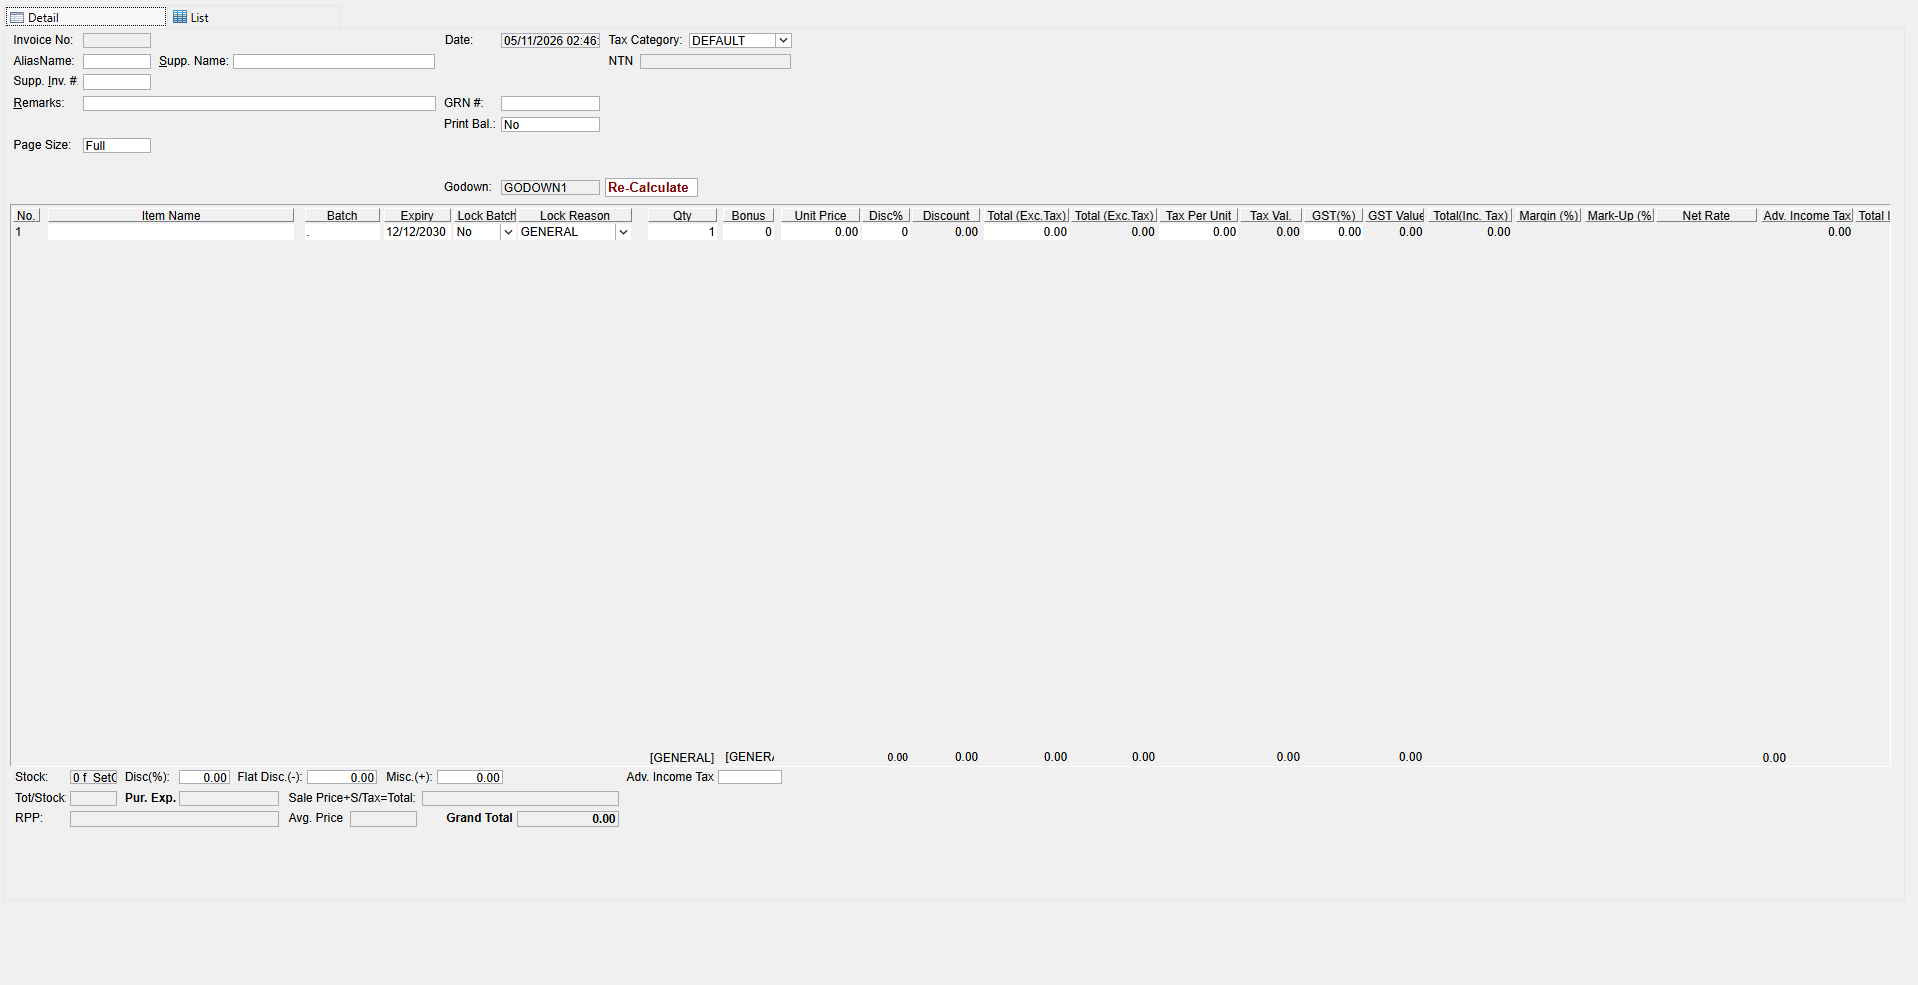 Detail List
Invoice No: Date: 05/11/2026 02:46: Tax Category: DEFAULT
AliasName: Supp. Name: NTN
Supp. Inv. #
Remarks: GRN #:
Print Bal.: No
Page Size: Full
Godown: GODOWN1 Re-Calculate
No. Item Name Batch Expiry Lock Batch Lock Reason Qty Bonus Unit Price Disc% Discount Total (Exc.Tax) Total (Exc.Tax) Tax Per Unit Tax Val. GST(%) GST Value Total(Inc. Tax) Margin (%) Mark-Up (% Net Rate Adv. Income Tax Total I
1 . 12/12/2030 No GENERAL 1 0 0.00 0 0.00 0.00 0.00 0.00 0.00 0.00 0.00 0.00 0.00
[GENERAL] [GENERA 0.00 0.00 0.00 0.00 0.00 0.00 0.00
Stock: 0 f SetC Disc(%): 0.00 Flat Disc.(-): 0.00 Misc.(+): 0.00 Adv. Income Tax
Tot/Stock Pur. Exp. Sale Price+S/Tax=Total:
RPP: Avg. Price Grand Total 0.00